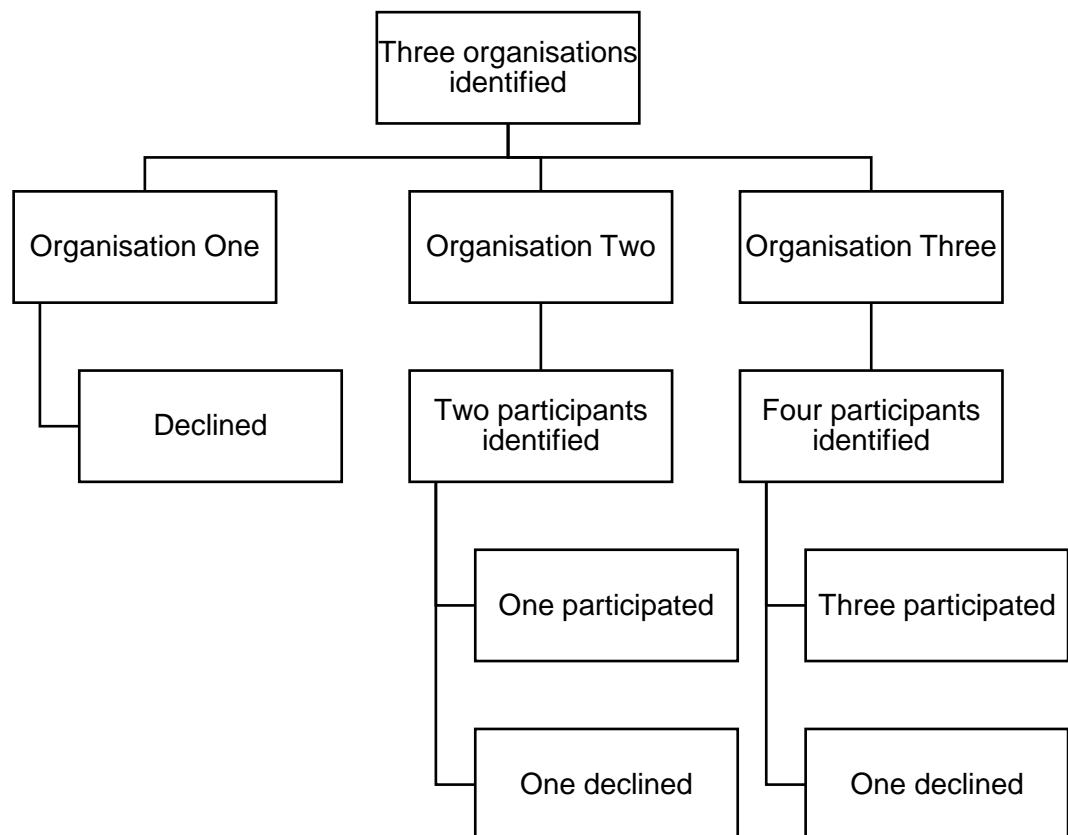 Three organisations
identified
Organisation One
Organisation Two
Organisation Three
Declined
Two participants
identified
Four participants
identified
One participated
Three participated
One declined
One declined